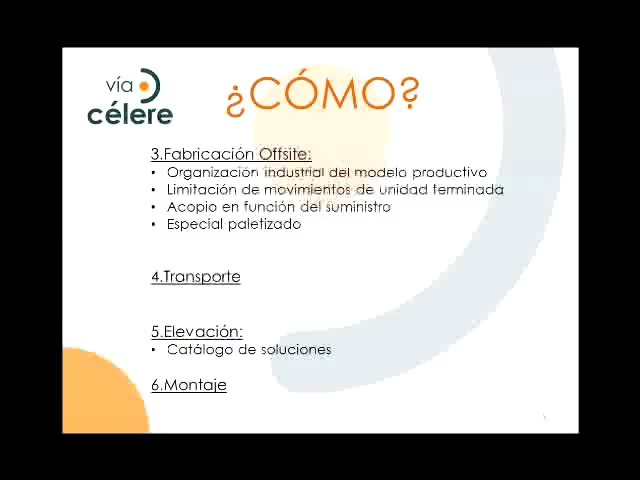 vía
célere
¿CÓMO?
3.Fabricación Offsite:
• Organización industrial del modelo productivo
• Limitación de movimientos de unidad terminada
• Acopio en función del suministro
• Especial paletizado
4.Transporte
5.Elevación:
• Catálogo de soluciones
6.Montaje